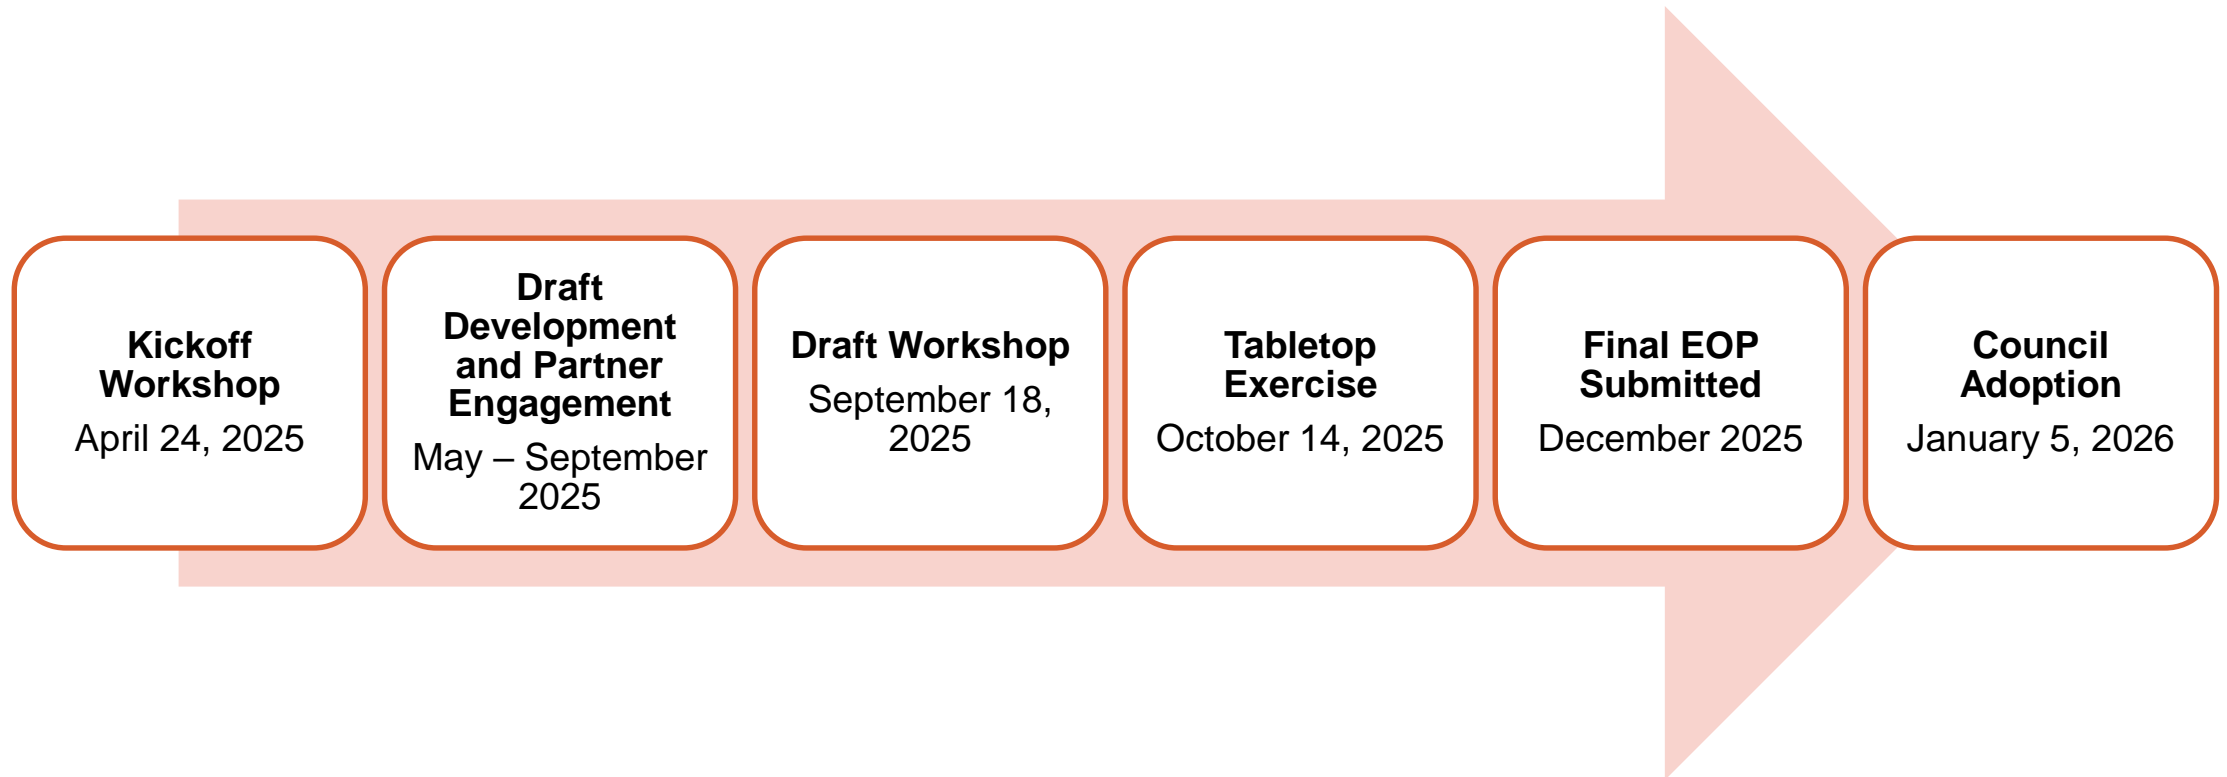 Kickoff
Workshop
April 24, 2025
Draft
Development
and Partner
Engagement
May – September
2025
Draft Workshop
September 18,
2025
Tabletop
Exercise
October 14, 2025
Final EOP
Submitted
December 2025
Council
Adoption
January 5, 2026